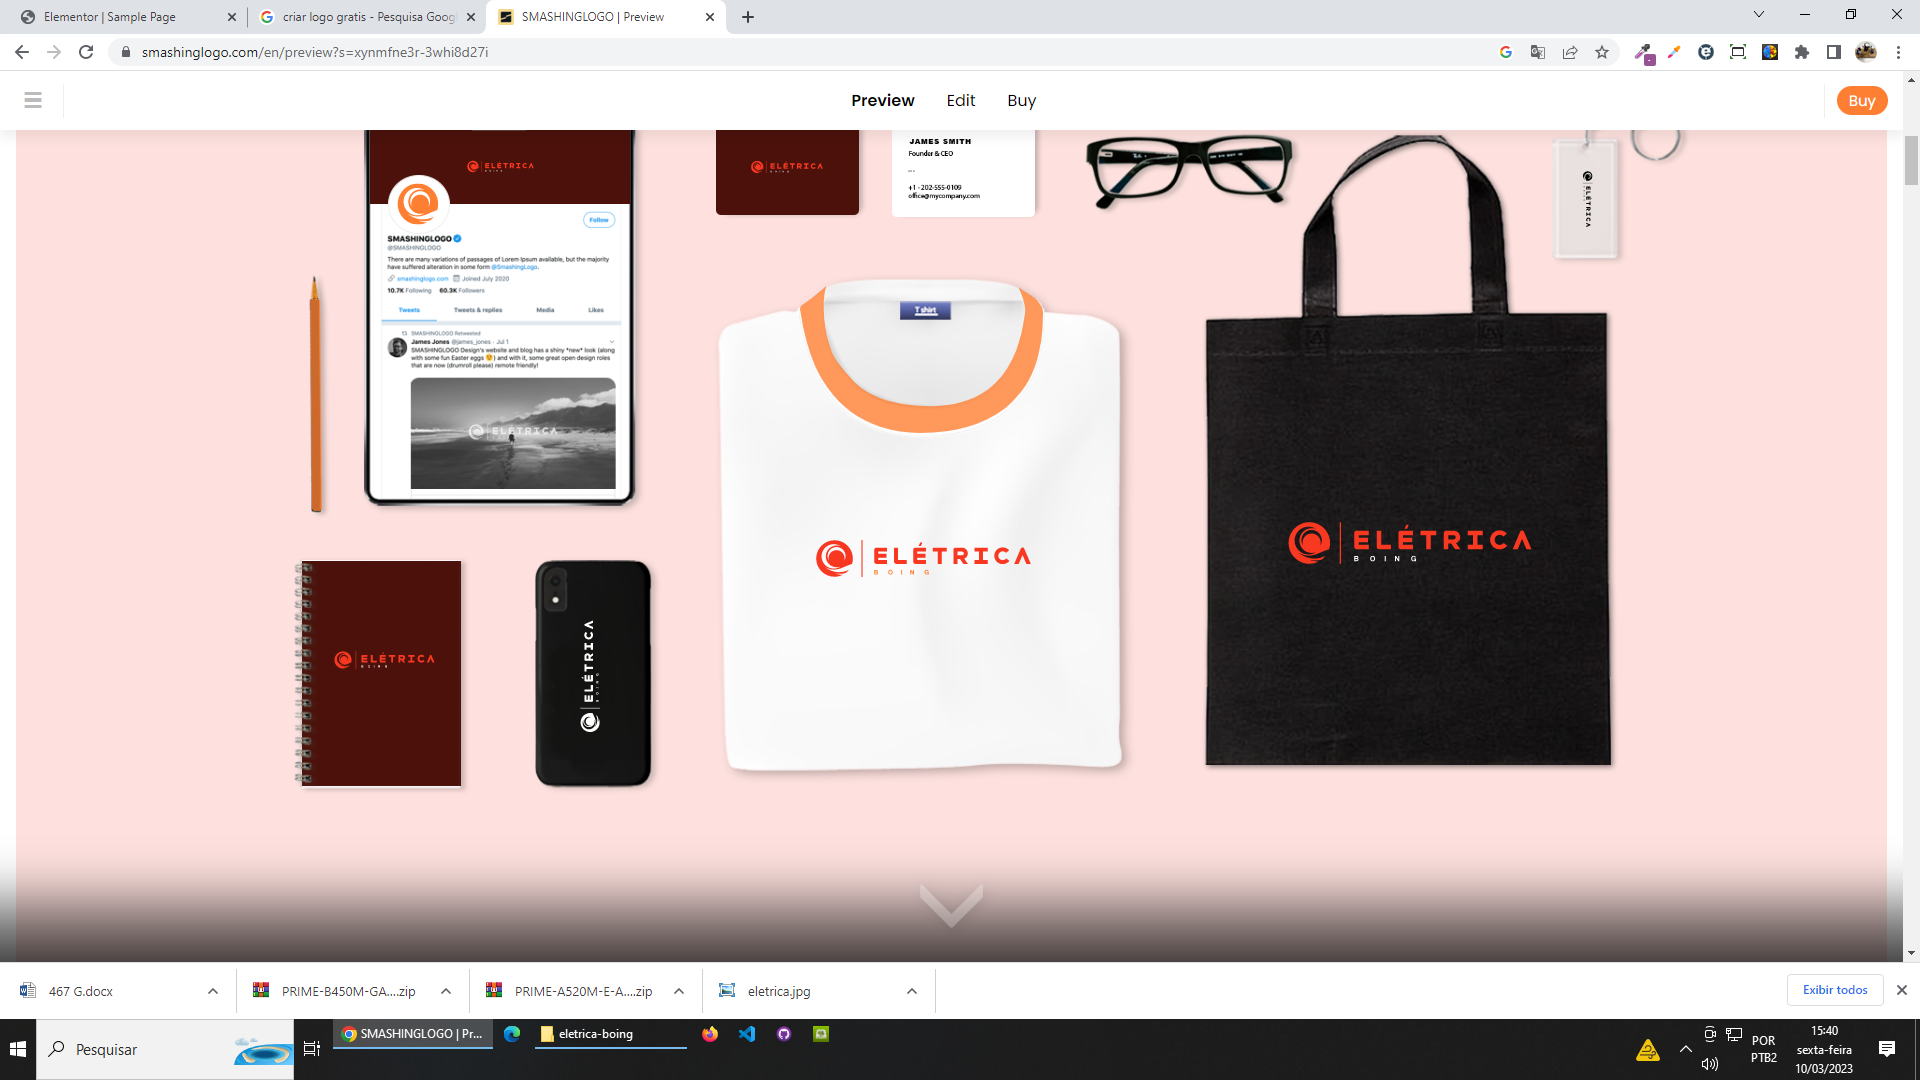 Elementor | Sample Page
criar logo gratis - Pesquisa Goog
SMASHINGLOGO | Preview
smashinglogo.com/en/preview?s=xynmfne3r-3whi8d27i
Preview
Edit
Buy
Buy
ELÉTRICA
BOING
ELÉTRICA
BOING
JAMES SMITH
Founder & CEO
+1 - 202-555-0109
office@mycompany.com
ELÉTRICA
Follow
SMASHINGLOGO
@SMASHINGLOGO
There are many variations of passages of Lorem Ipsum available, but the majority
have suffered alteration in some form @SmashingLogo.
smashinglogo.com Joined July 2020
10.7K Following 60.3K Followers
Tweets
Tweets & replies
Media
Likes
SMASHINGLOGO Retweeted
James Jones @james_jones · Jul 1
SMASHINGLOGO Design's website and blog has a shiny *new* look (along
with some fun Easter eggs 🙂) and with it, some great open design roles
that are now (drumroll please) remote friendly!
ELÉTRICA
T shirt
ELÉTRICA
BOING
ELÉTRICA
BOING
ELÉTRICA
BOING
ELÉTRICA
BOING
467 G.docx
PRIME-B450M-GA....zip
PRIME-A520M-E-A....zip
eletrica.jpg
Exibir todos
Pesquisar
SMASHINGLOGO | Pr...
eletrica-boing
POR
PTB2
15:40
sexta-feira
10/03/2023